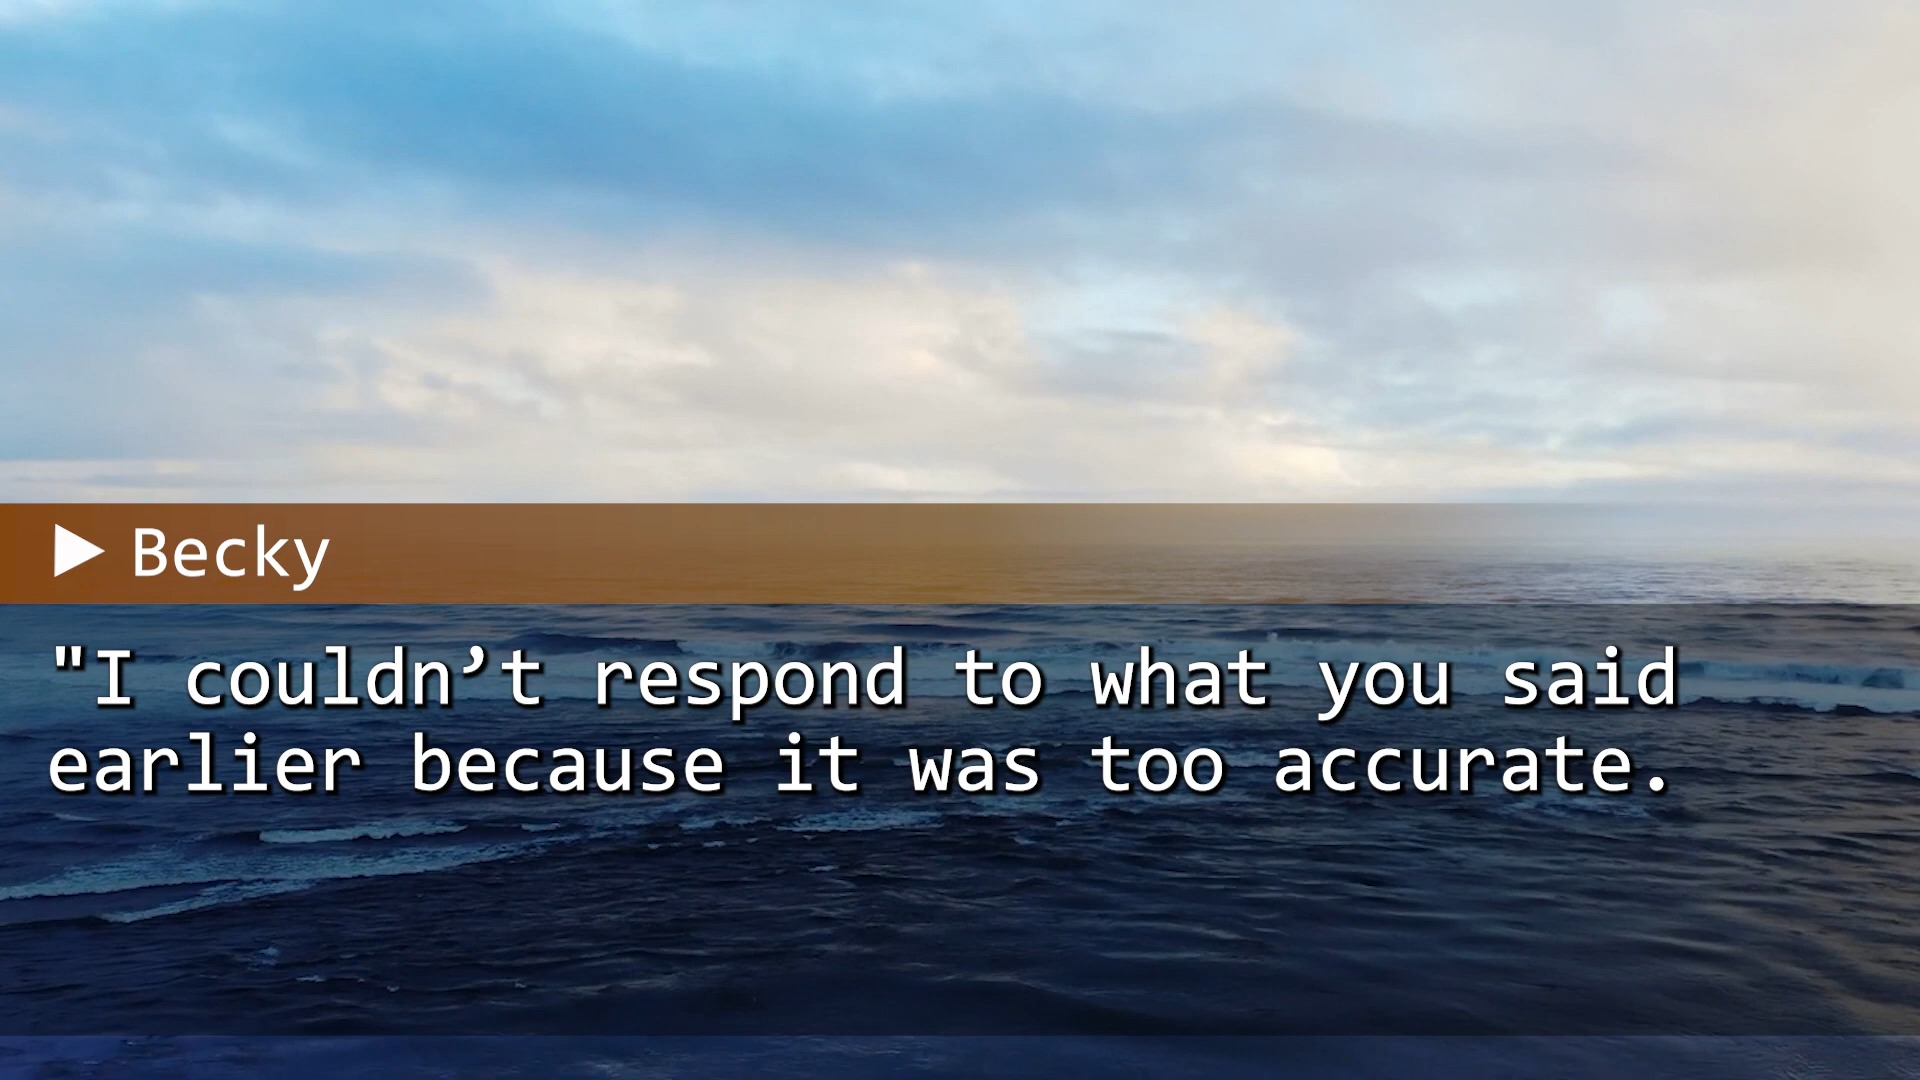 Becky
"I couldn’t respond to what you said
earlier because it was too accurate.